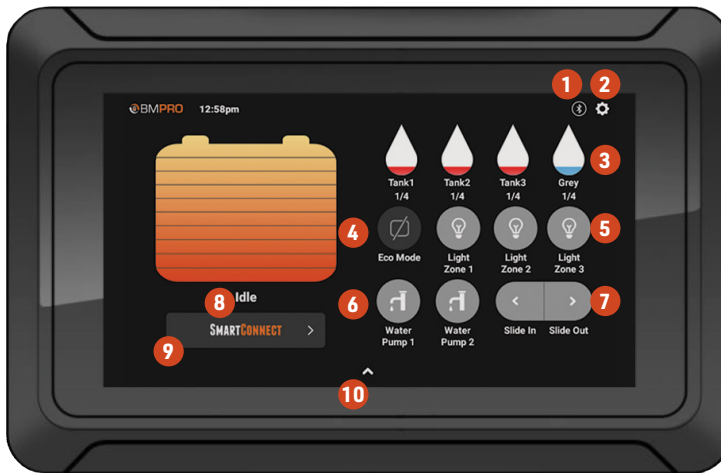 1 2
BMPRO 12:58pm
3
Tank1 Tank2 Tank3 Grey
1/4 1/4 1/4 1/4
4 5
Eco Mode Light Zone 1 Light Zone 2 Light Zone 3
8 Idle
6 7
SMARTCONNECT >
Water Pump 1 Water Pump 2 Slide In Slide Out
9
10